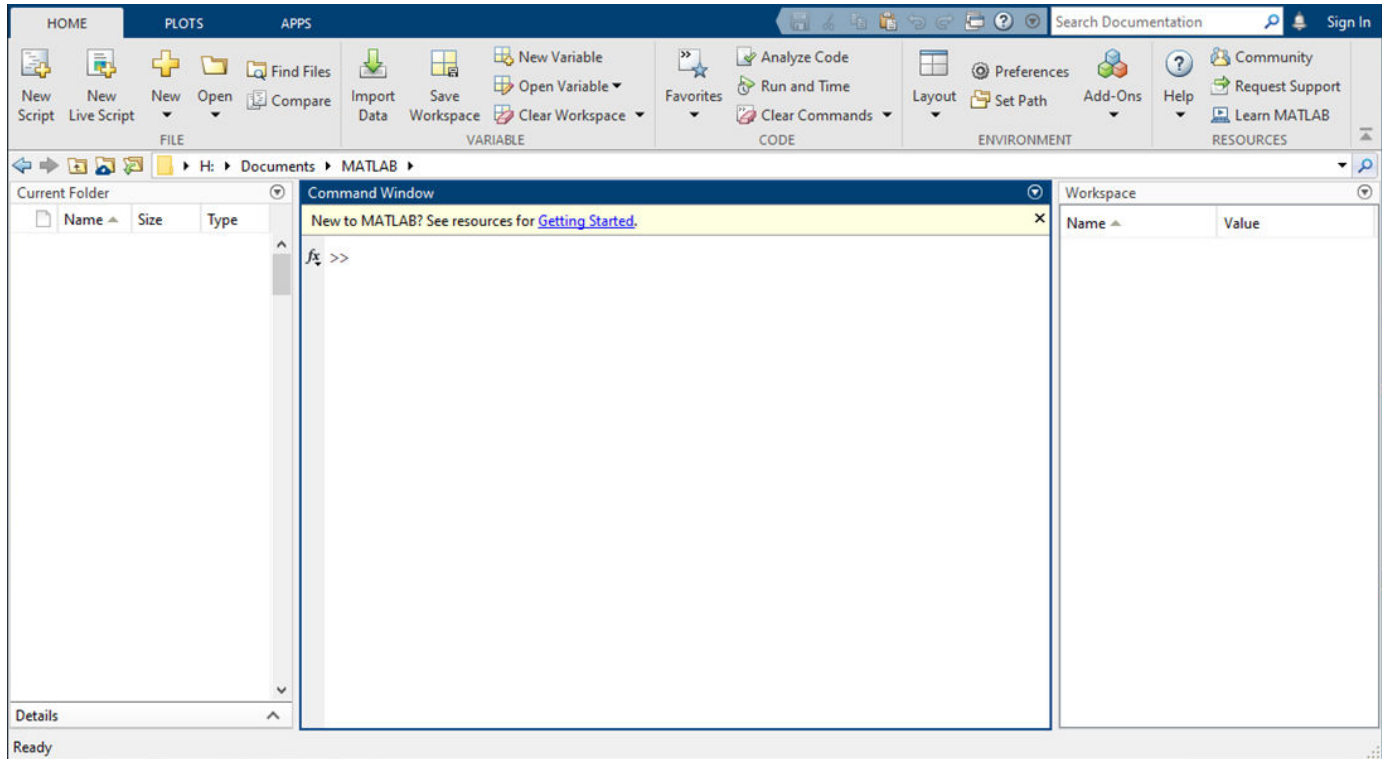 HOME PLOTS APPS Search Documentation Sign In
New Script
New Live Script
New
Open
Find Files
Compare
FILE
Import Data
Save Workspace
New Variable
Open Variable
Clear Workspace
VARIABLE
Favorites
Analyze Code
Run and Time
Clear Commands
CODE
Layout
Preferences
Set Path
Add-Ons
ENVIRONMENT
Help
Community
Request Support
Learn MATLAB
RESOURCES
H: Documents MATLAB
Current Folder
Name Size Type
Details
Command Window
New to MATLAB? See resources for Getting Started.
fx >>
Workspace
Name Value
Ready